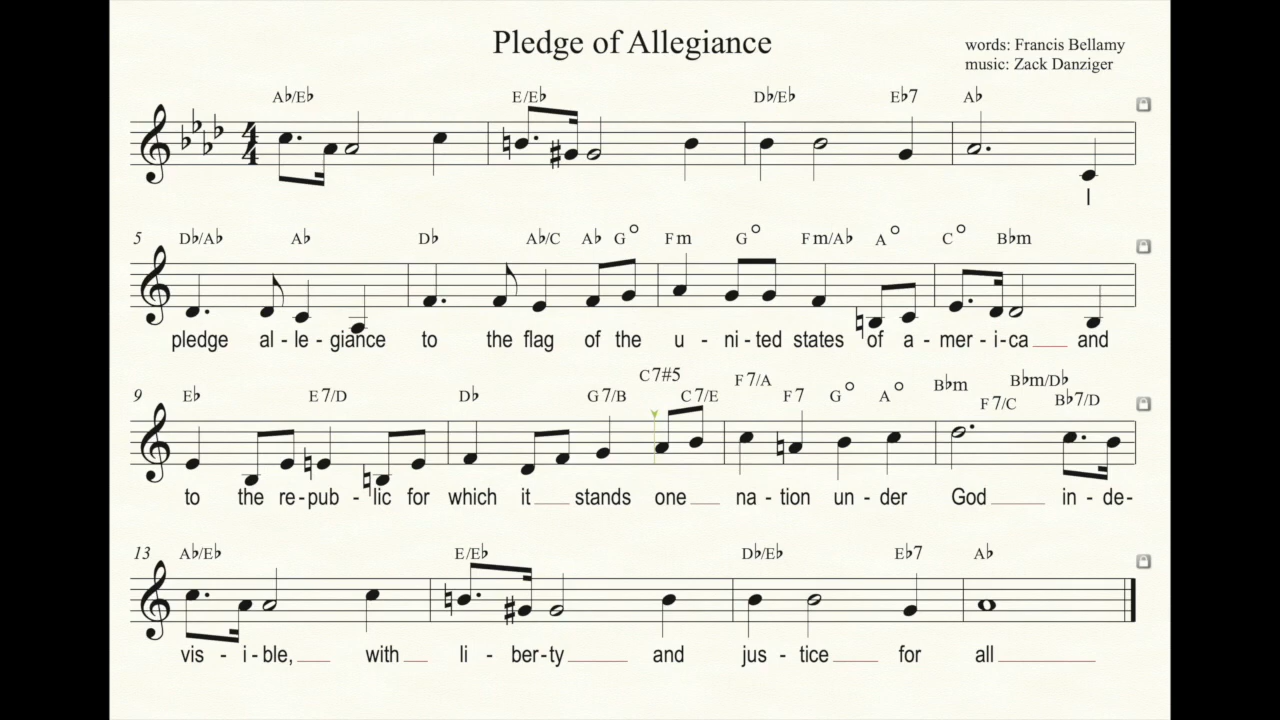 Pledge of Allegiance
words: Francis Bellamy
music: Zack Danziger
A♭/E♭ E/E♭ D♭/E♭ E♭7 A♭
4
4
I
5 D♭/A♭ A♭ D♭ A♭/C A♭ G° Fm G° Fm/A♭ A° C° B♭m
pledge al - le - giance to the flag of the u - ni - ted states of a - mer - i - ca and
C7#5 F7/A B♭m B♭m/D♭
9 E♭ E7/D D♭ G7/B C7/E F7 G° A° F7/C B♭7/D
to the re - pub - lic for which it stands one na - tion un - der God in - de -
13 A♭/E♭ E/E♭ D♭/E♭ E♭7 A♭
vis - i - ble, with li - ber - ty and jus - tice for all